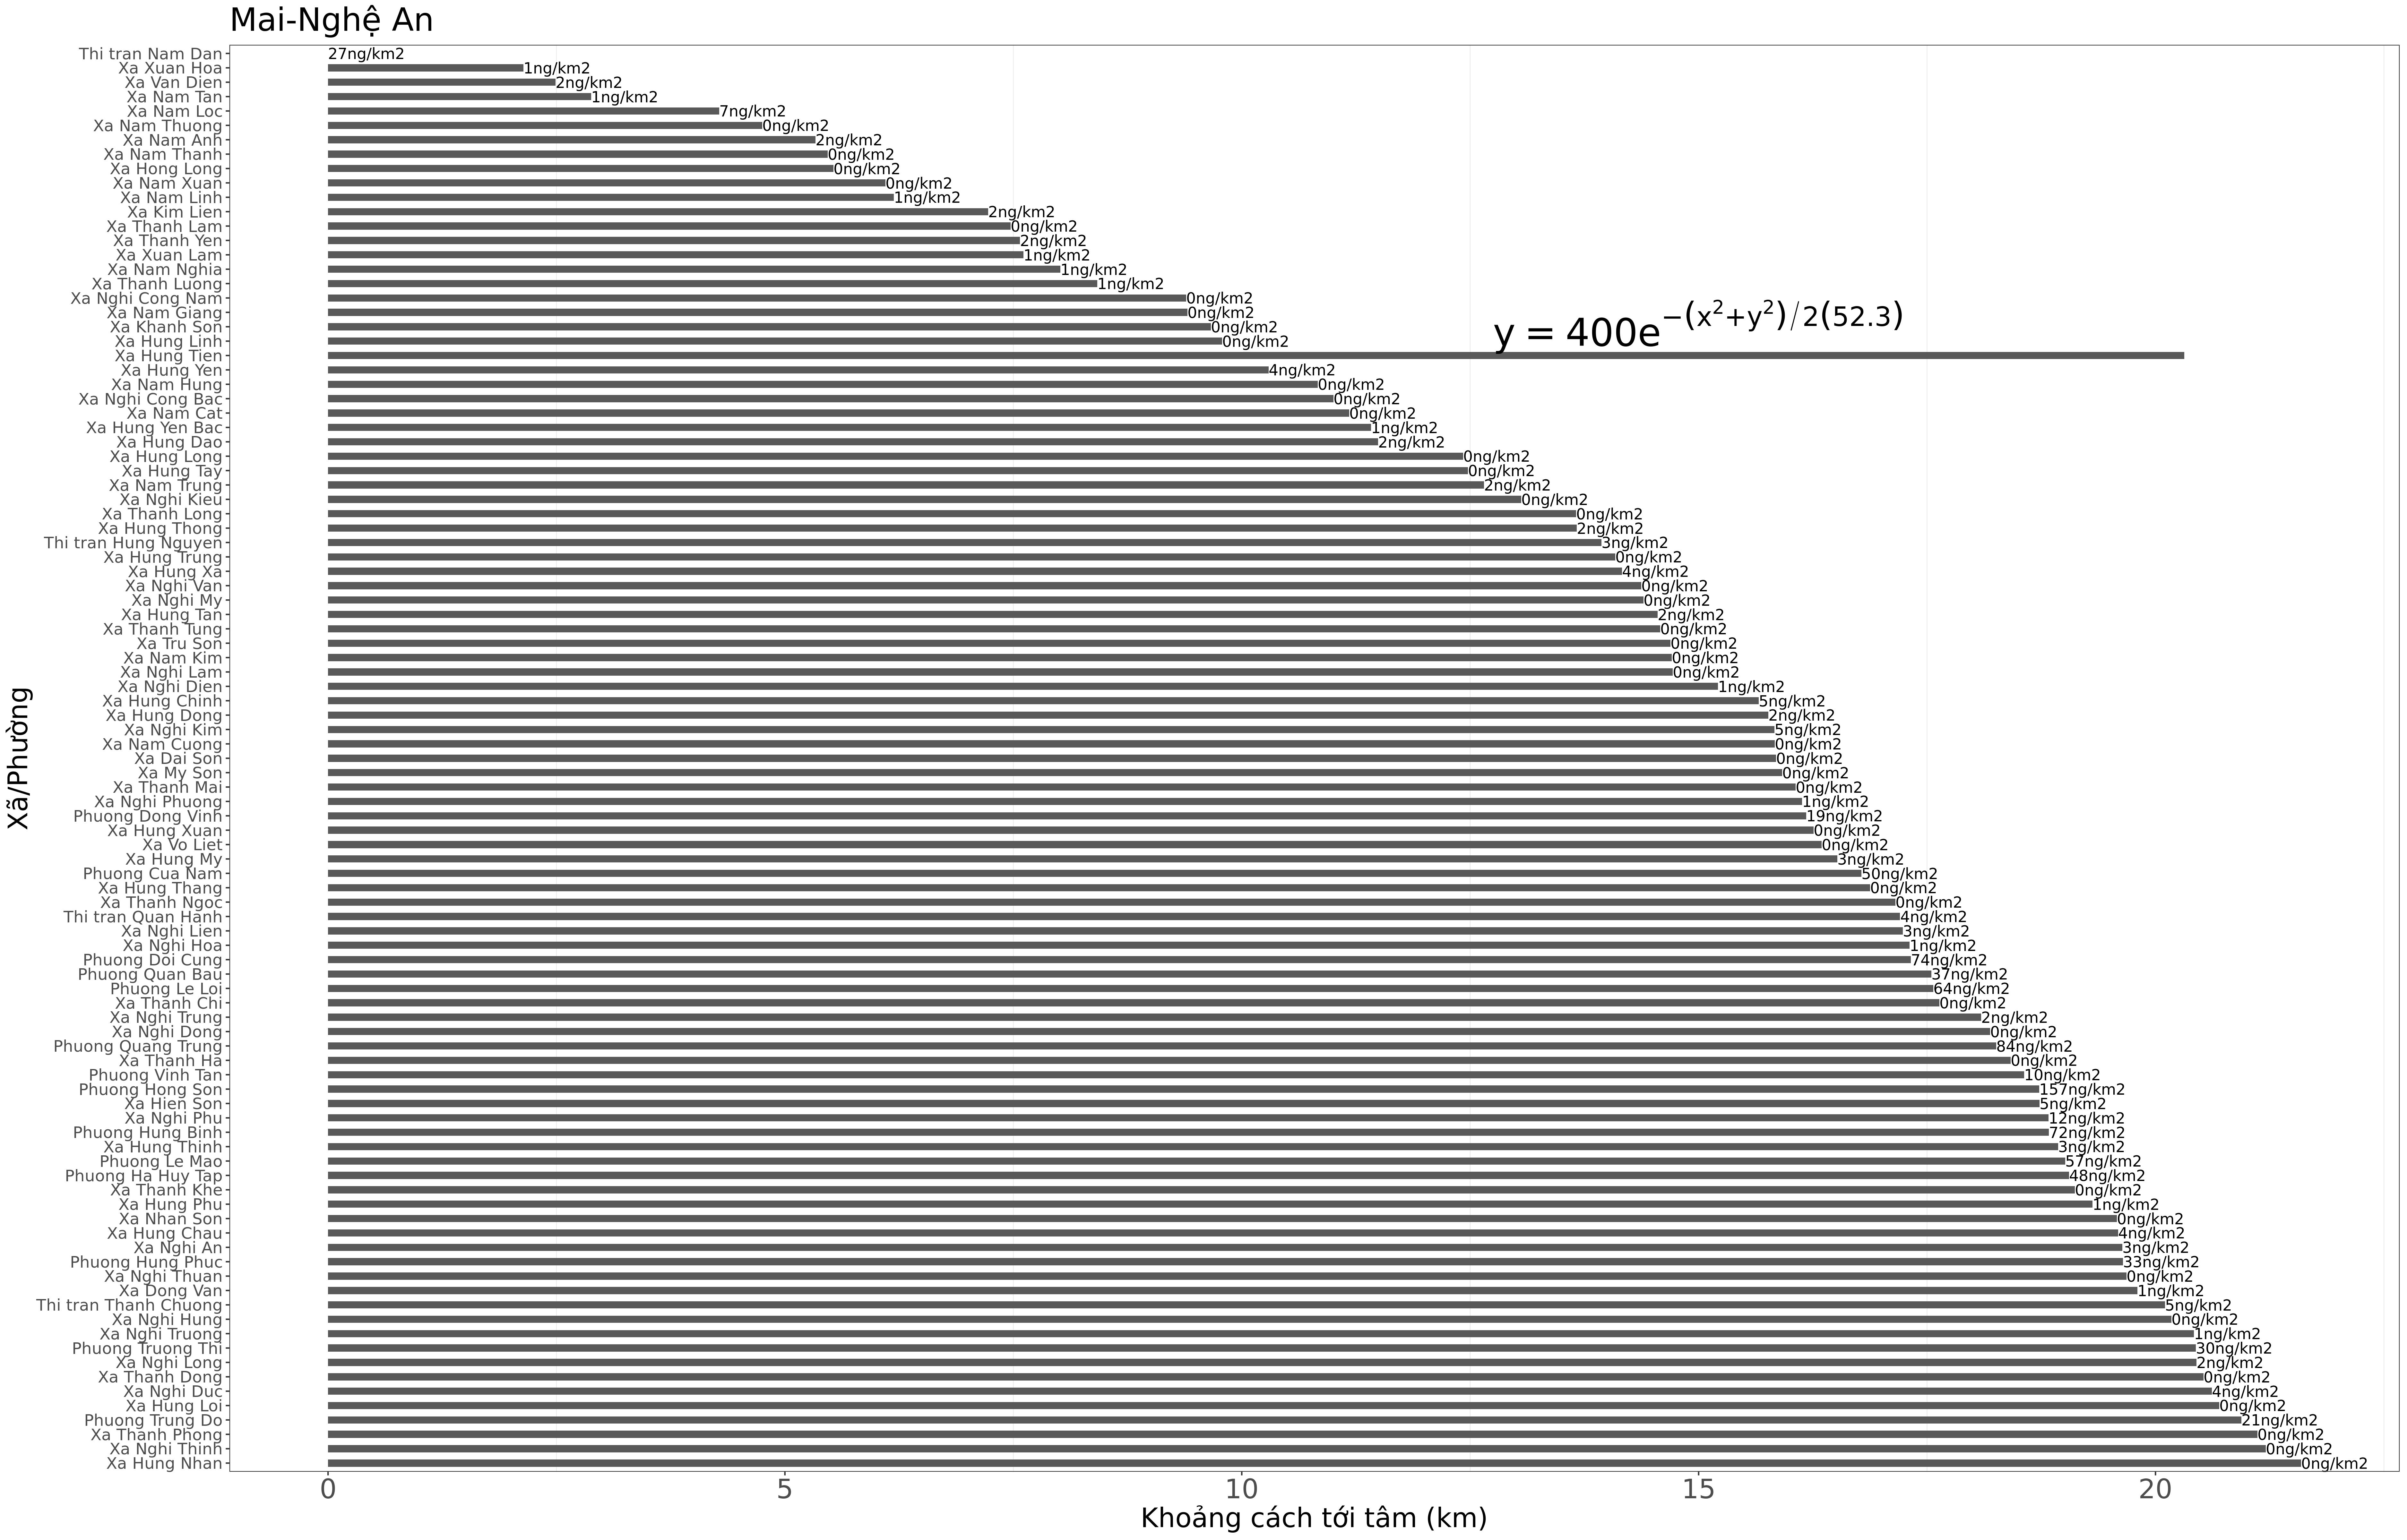 Mai-Nghệ An
Thi tran Nam Dan 27ng/km2
Xa Xuan Hoa 1ng/km2
Xa Van Dien 2ng/km2
Xa Nam Tan 1ng/km2
Xa Nam Loc 7ng/km2
Xa Nam Thuong 0ng/km2
Xa Nam Anh 2ng/km2
Xa Nam Thanh 0ng/km2
Xa Hong Long 0ng/km2
Xa Nam Xuan 0ng/km2
Xa Nam Linh 1ng/km2
Xa Kim Lien 2ng/km2
Xa Thanh Lam 0ng/km2
Xa Thanh Yen 2ng/km2
Xa Xuan Lam 1ng/km2
Xa Nam Nghia 1ng/km2
Xa Thanh Luong 1ng/km2
Xa Nghi Cong Nam 0ng/km2
Xa Nam Giang 0ng/km2
Xa Khanh Son 0ng/km2
y = 400e^−(x²+y²)/2(52.3)
Xa Hung Linh 0ng/km2
Xa Hung Tien
Xa Hung Yen 4ng/km2
Xa Nam Hung 0ng/km2
Xa Nghi Cong Bac 0ng/km2
Xa Nam Cat 0ng/km2
Xa Hung Yen Bac 1ng/km2
Xa Hung Dao 2ng/km2
Xa Hung Long 0ng/km2
Xa Hung Tay 0ng/km2
Xa Nam Trung 2ng/km2
Xa Nghi Kieu 0ng/km2
Xa Thanh Long 0ng/km2
Xa Hung Thong 2ng/km2
Thi tran Hung Nguyen 3ng/km2
Xa Hung Trung 0ng/km2
Xa Hung Xa 4ng/km2
Xa Nghi Van 0ng/km2
Xa Nghi My 0ng/km2
Xa Hung Tan 2ng/km2
Xa Thanh Tung 0ng/km2
Xa Tru Son 0ng/km2
Xa Nam Kim 0ng/km2
Xa Nghi Lam 0ng/km2
Xa Nghi Dien 1ng/km2
Xa Hung Chinh 5ng/km2
Xa Hung Dong 2ng/km2
Xa Nghi Kim 5ng/km2
Xa Nam Cuong 0ng/km2
Xa Dai Son 0ng/km2
Xa My Son 0ng/km2
Xa Thanh Mai 0ng/km2
Xa Nghi Phuong 1ng/km2
Phuong Dong Vinh 19ng/km2
Xa Hung Xuan 0ng/km2
Xa Vo Liet 0ng/km2
Xa Hung My 3ng/km2
Phuong Cua Nam 50ng/km2
Xa Hung Thang 0ng/km2
Xa Thanh Ngoc 0ng/km2
Thi tran Quan Hanh 4ng/km2
Xa Nghi Lien 3ng/km2
Xa Nghi Hoa 1ng/km2
Phuong Doi Cung 74ng/km2
Phuong Quan Bau 37ng/km2
Phuong Le Loi 64ng/km2
Xa Thanh Chi 0ng/km2
Xa Nghi Trung 2ng/km2
Xa Nghi Dong 0ng/km2
Phuong Quang Trung 84ng/km2
Xa Thanh Ha 0ng/km2
Phuong Vinh Tan 10ng/km2
Phuong Hong Son 157ng/km2
Xa Hien Son 5ng/km2
Xa Nghi Phu 12ng/km2
Phuong Hung Binh 72ng/km2
Xa Hung Thinh 3ng/km2
Phuong Le Mao 57ng/km2
Phuong Ha Huy Tap 48ng/km2
Xa Thanh Khe 0ng/km2
Xa Hung Phu 1ng/km2
Xa Nhan Son 0ng/km2
Xa Hung Chau 4ng/km2
Xa Nghi An 3ng/km2
Phuong Hung Phuc 33ng/km2
Xa Nghi Thuan 0ng/km2
Xa Dong Van 1ng/km2
Thi tran Thanh Chuong 5ng/km2
Xa Nghi Hung 0ng/km2
Xa Nghi Truong 1ng/km2
Phuong Truong Thi 30ng/km2
Xa Nghi Long 2ng/km2
Xa Thanh Dong 0ng/km2
Xa Nghi Duc 4ng/km2
Xa Hung Loi 0ng/km2
Phuong Trung Do 21ng/km2
Xa Thanh Phong 0ng/km2
Xa Nghi Thinh 0ng/km2
Xa Hung Nhan 0ng/km2
Xã/Phường
0 5 10 15 20
Khoảng cách tới tâm (km)